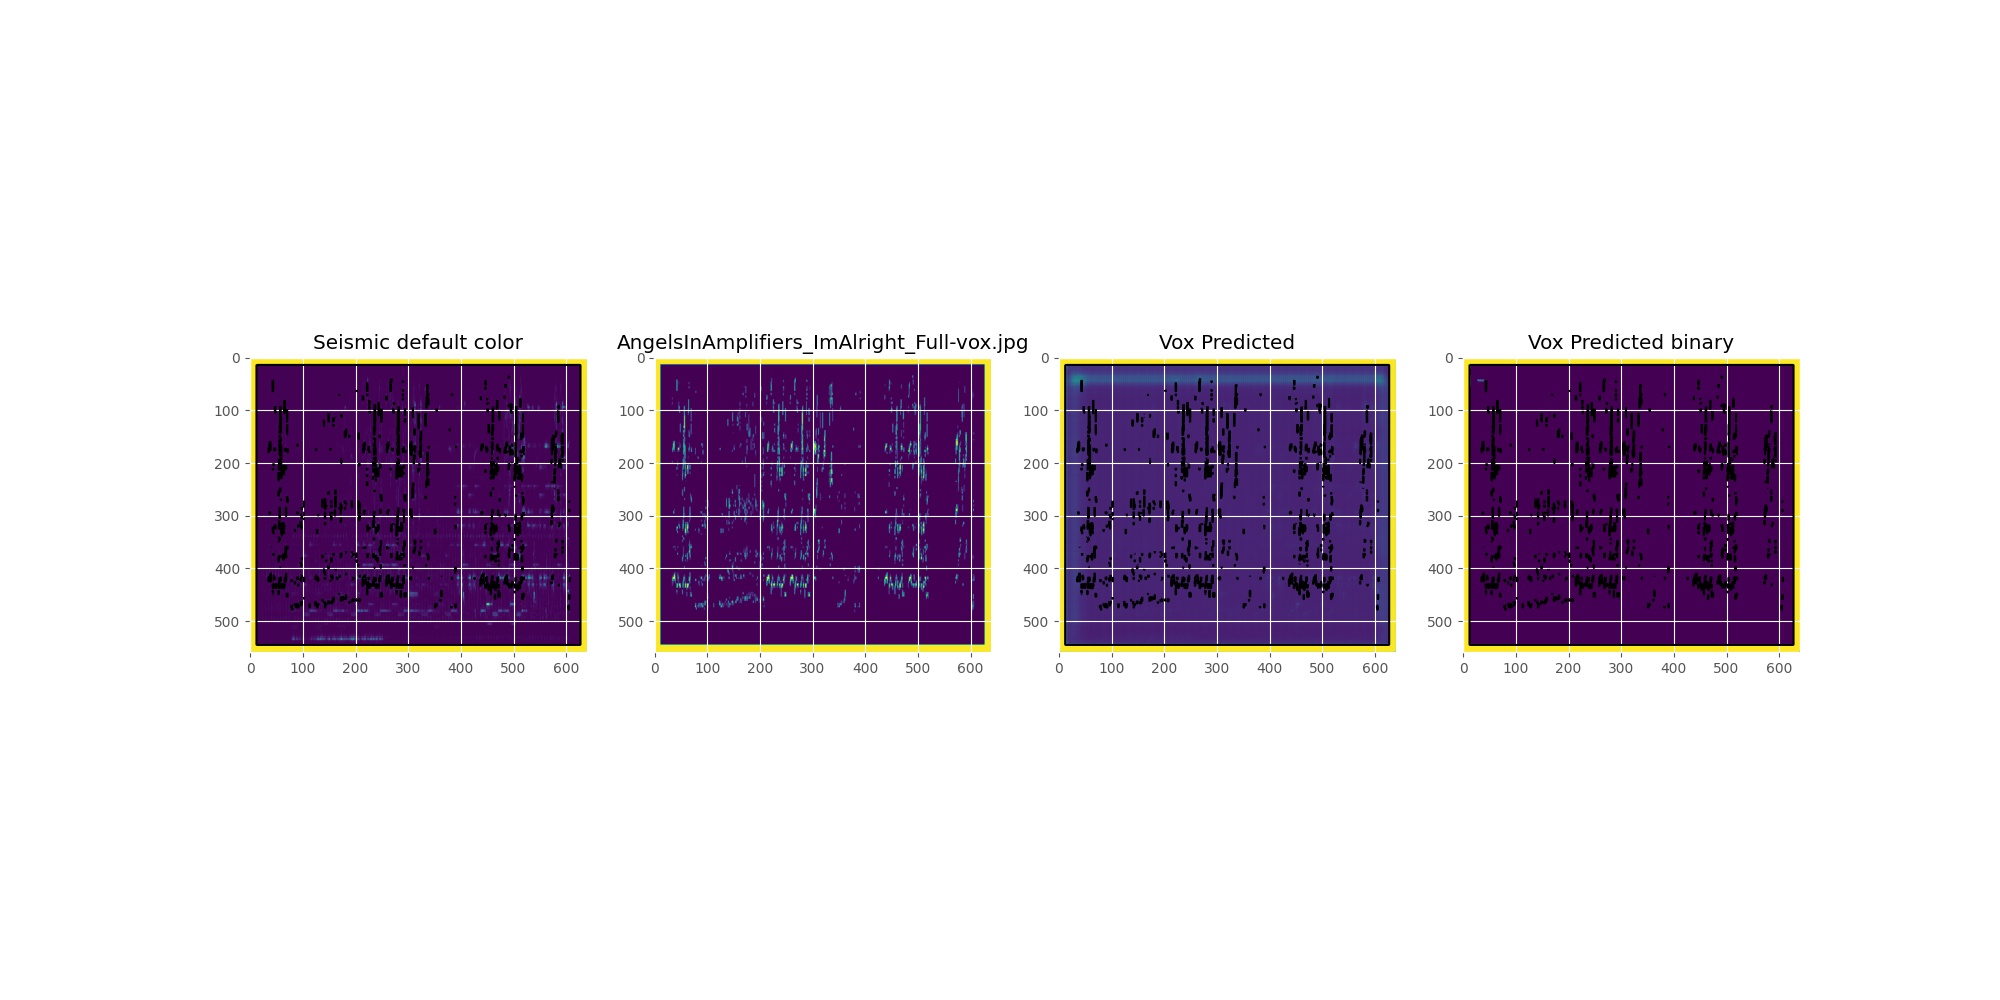 Seismic default color
AngelsInAmplifiers_ImAlright_Full-vox.jpg
Vox Predicted
Vox Predicted binary
0 0 0 0
100 100 100 100
200 200 200 200
300 300 300 300
400 400 400 400
500 500 500 500
0 100 200 300 400 500 600 0 100 200 300 400 500 600 0 100 200 300 400 500 600 0 100 200 300 400 500 600